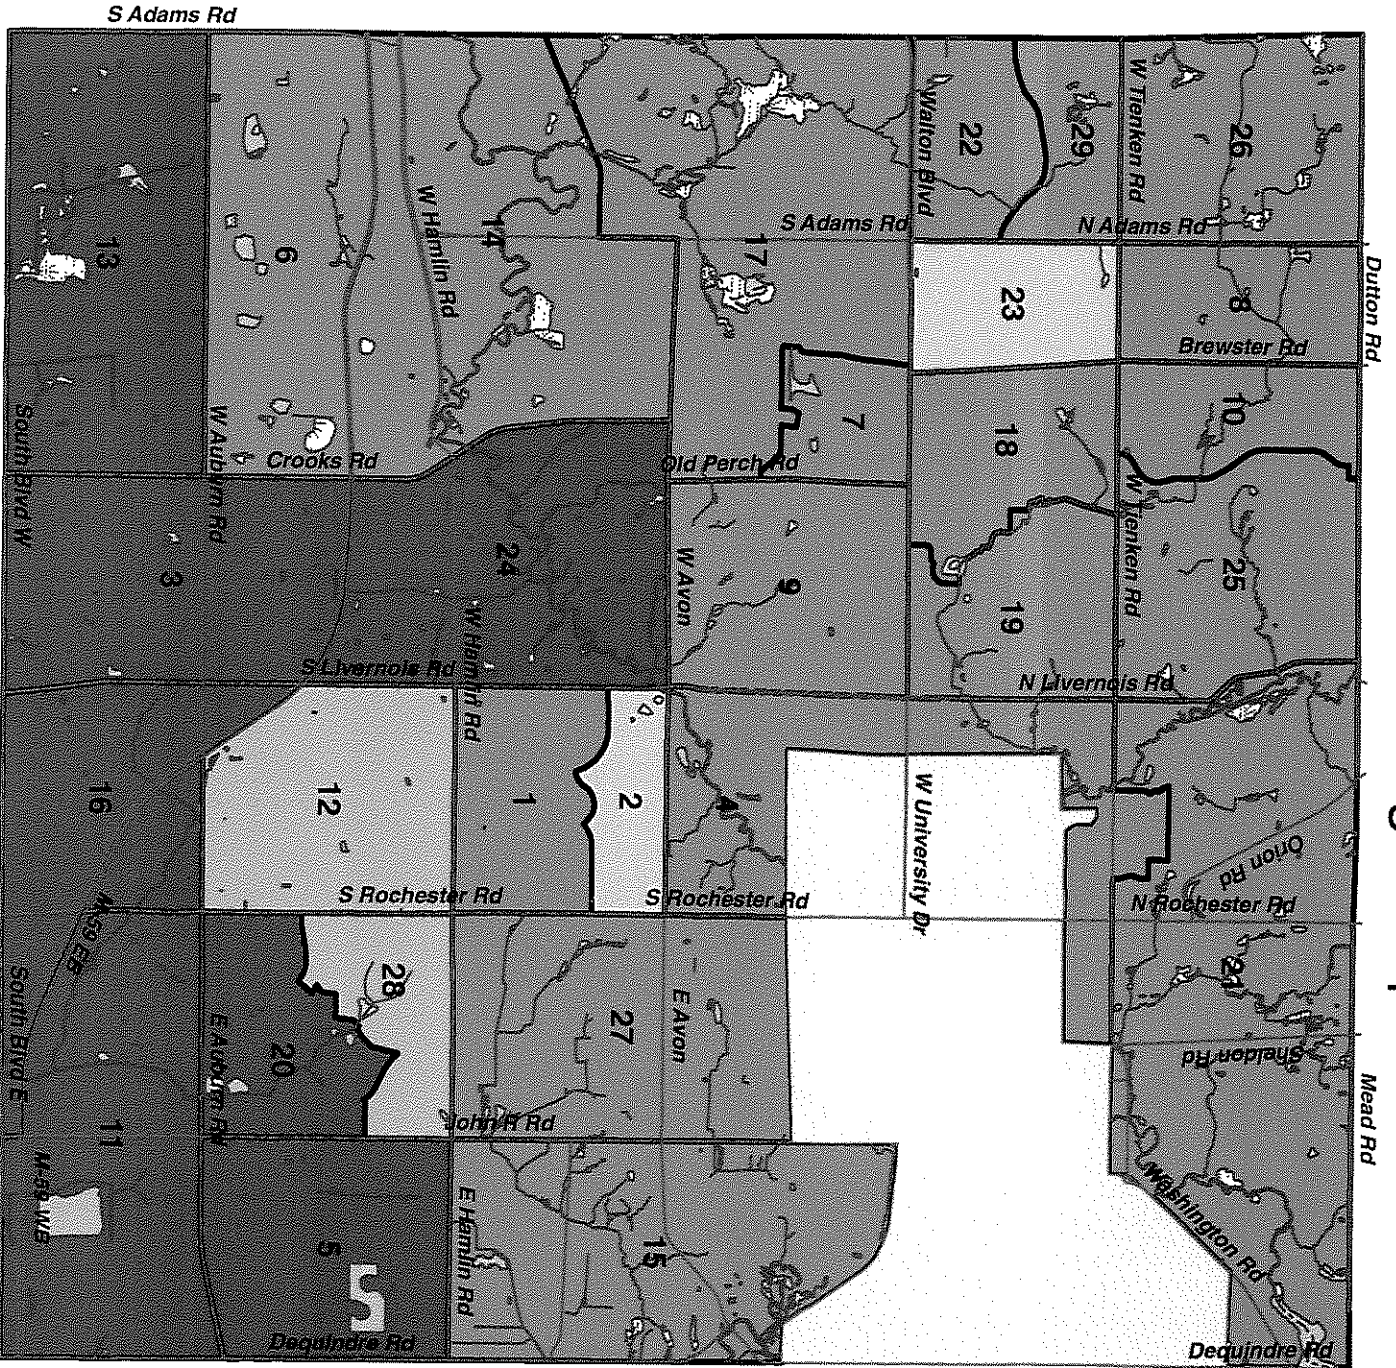 S Adams Rd
W Tienken Rd
Walton Blvd
22
29
26
W Hamlin Rd
14
S Adams Rd
N Adams Rd
17
13
6
23
8
Dutton Rd
Brewster Rd
10
7
18
South Blvd W
W Auburn Rd
Crooks Rd
Old Perch Rd
W Tienken Rd
3
24
W Avon
9
25
19
W Hamlin Rd
S Livernois Rd
N Livernois Rd
16
12
1
2
4
W University Dr
Orion Rd
S Rochester Rd
S Rochester Rd
N Rochester Rd
M-59 EB
28
21
South Blvd E
E Auburn Rd
20
27
E Avon
Sheldon Rd
Mead Rd
John R Rd
11
M-59 WB
5
E Hamlin Rd
15
Washington Rd
Dequindre Rd
Dequindre Rd